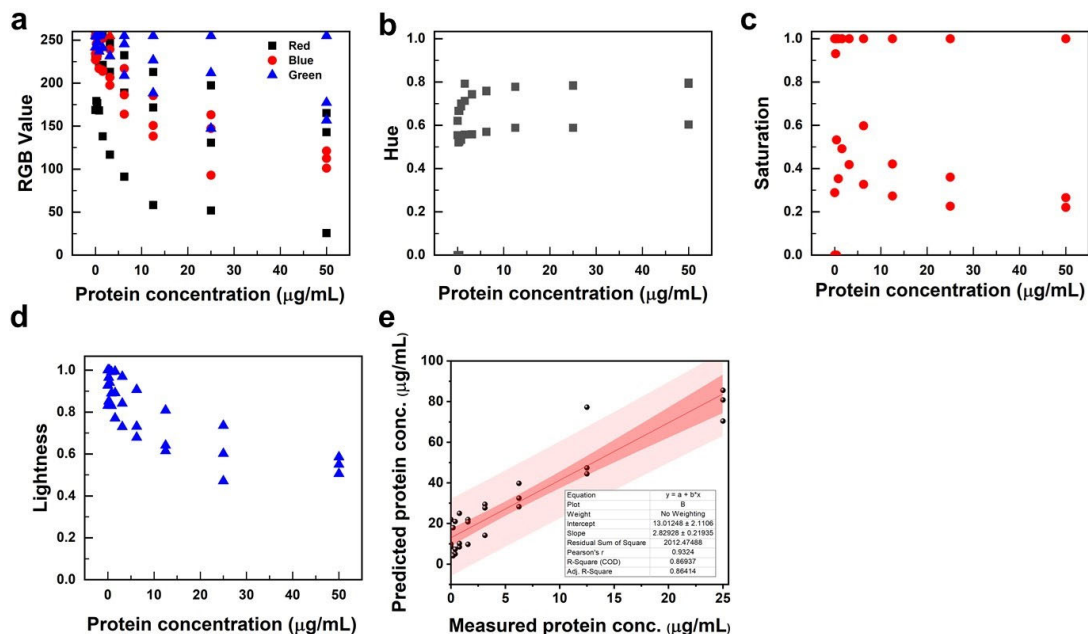 a
RGB Value
250
200
150
100
50
0
Red
Blue
Green
0 10 20 30 40 50
Protein concentration (μg/mL)
b
Hue
1.0
0.8
0.6
0.4
0.2
0.0
0 10 20 30 40 50
Protein concentration (μg/mL)
c
Saturation
1.0
0.8
0.6
0.4
0.2
0.0
0 10 20 30 40 50
Protein concentration (μg/mL)
d
Lightness
1.0
0.8
0.6
0.4
0.2
0.0
0 10 20 30 40 50
Protein concentration (μg/mL)
e
Predicted protein conc. (μg/mL)
100
80
60
40
20
0
Equation y = a + b*x
Plot B
Weight No Weighting
Intercept 13.01248 ± 2.1106
Slope 2.82928 ± 0.21935
Residual Sum of Square 2012.47488
Pearson's r 0.9324
R-Square (COD) 0.86937
Adj. R-Square 0.86414
0 5 10 15 20 25
Measured protein conc. (μg/mL)